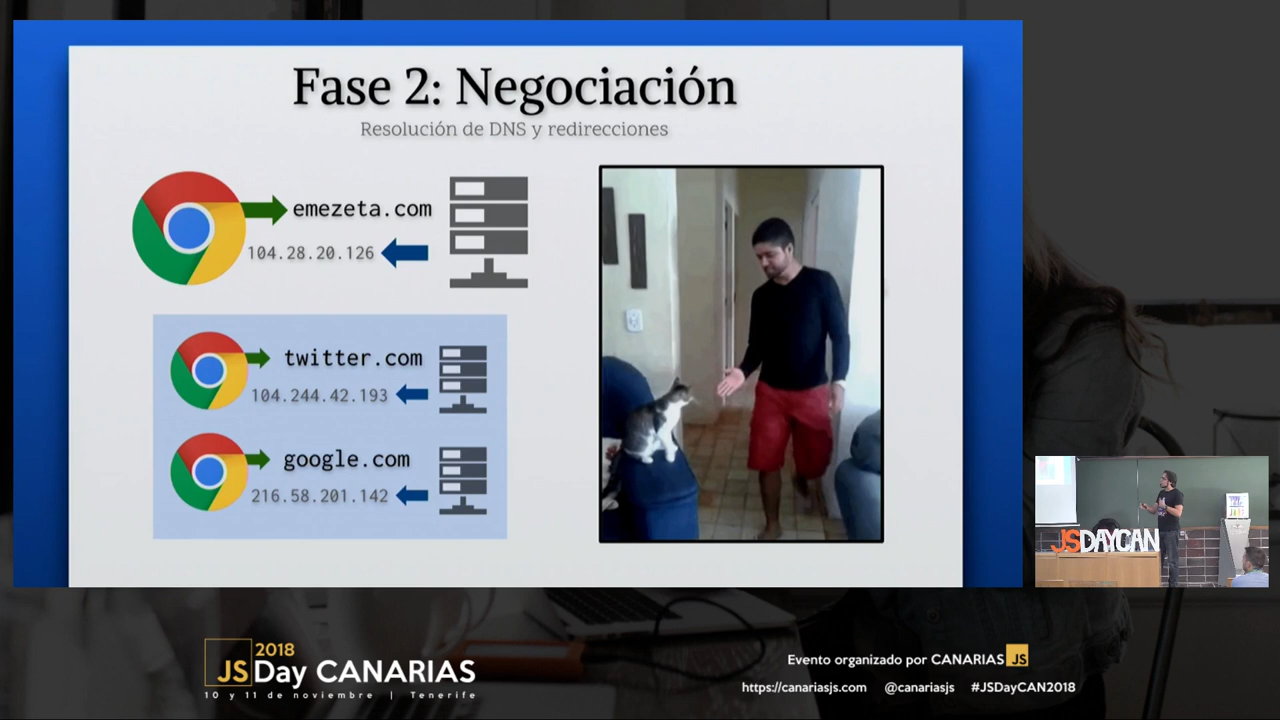 Fase 2: Negociación
Resolución de DNS y redirecciones
emezeta.com
104.28.20.126
twitter.com
104.244.42.193
google.com
216.58.201.142
JSDAYCAN
2018
JSDay CANARIAS
10 y 11 de noviembre | Tenerife
Evento organizado por CANARIAS JS
https://canariasjs.com @canariasjs #JSDayCAN2018